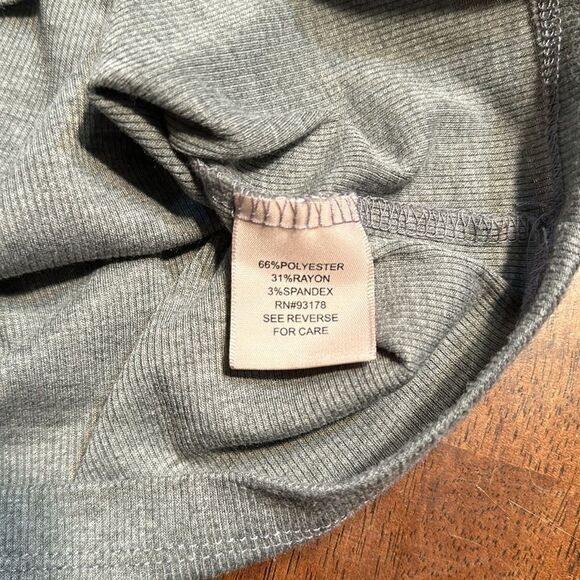 66%POLYESTER
31%RAYON
3%SPANDEX
RN#93178
SEE REVERSE
FOR CARE